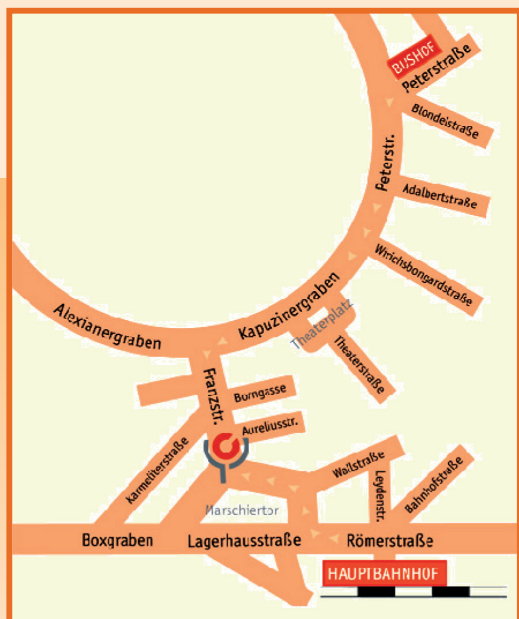 BUSHOF
Peterstraße
Blondelstraße
Peterstr.
Adalbertstraße
Wirichsbongardstraße
Kapuzinergraben
Theaterplatz
Theaterstraße
Alexianergraben
Franzstr.
Borngasse
Aureliusstr.
Karmeliterstraße
Wallstraße
Leydenstr.
Bahnhofstraße
Marschiertor
Boxgraben
Lagerhausstraße
Römerstraße
HAUPTBAHNHOF